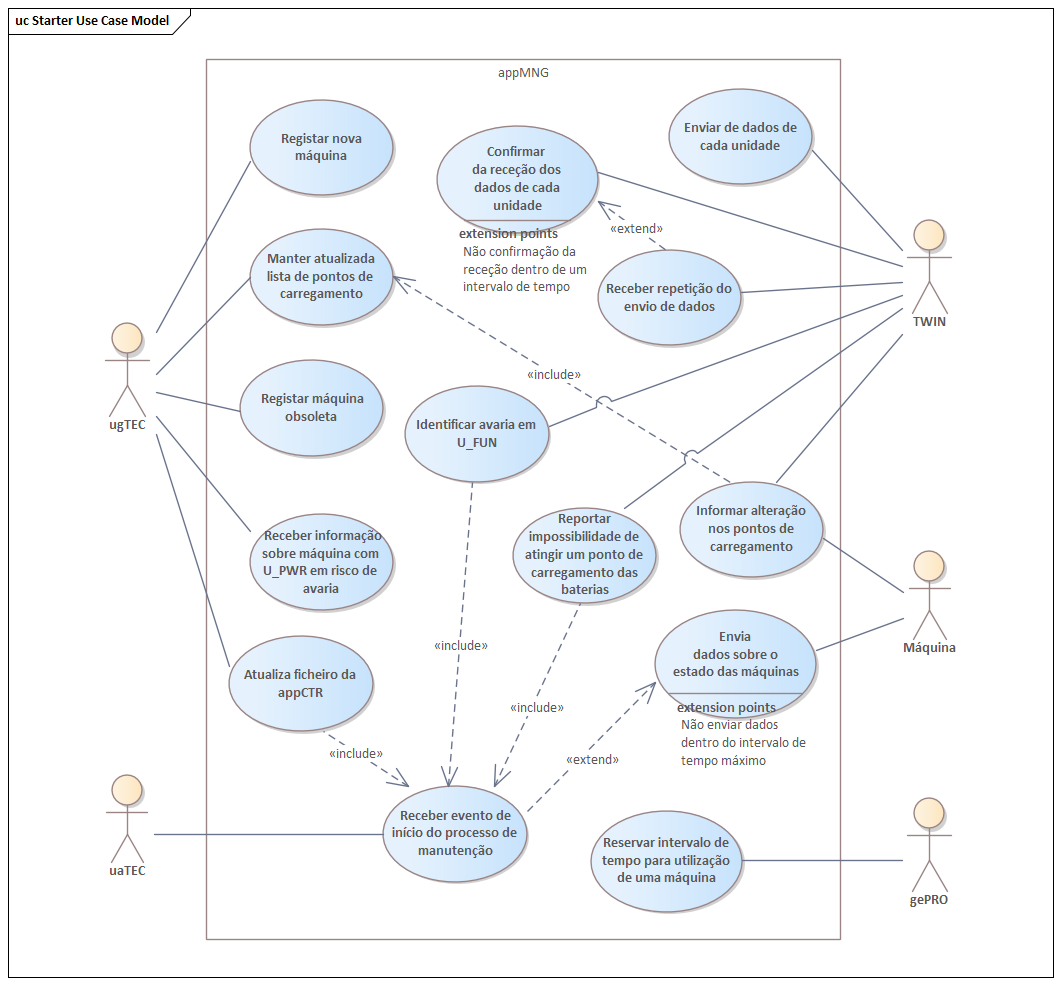 uc Starter Use Case Model
appMNG
Registar nova
máquina
Confirmar
da receção dos
dados de cada
unidade
extension points
Não confirmação da
receção dentro de um
intervalo de tempo
Enviar de dados de
cada unidade
«extend»
Manter atualizada
lista de pontos de
carregamento
Receber repetição do
envio de dados
TWIN
«include»
ugTEC
Registar máquina
obsoleta
Identificar avaria em
U_FUN
Receber informação
sobre máquina com
U_PWR em risco de
avaria
Reportar
impossibilidade de
atingir um ponto de
carregamento das
baterias
Informar alteração
nos pontos de
carregamento
Máquina
«include»
Envia
dados sobre o
estado das máquinas
extension points
Não enviar dados
dentro do intervalo de
tempo máximo
Atualiza ficheiro da
appCTR
«include»
«include»
«extend»
uaTEC
Receber evento de
início do processo de
manutenção
Reservar intervalo de
tempo para utilização
de uma máquina
gePRO